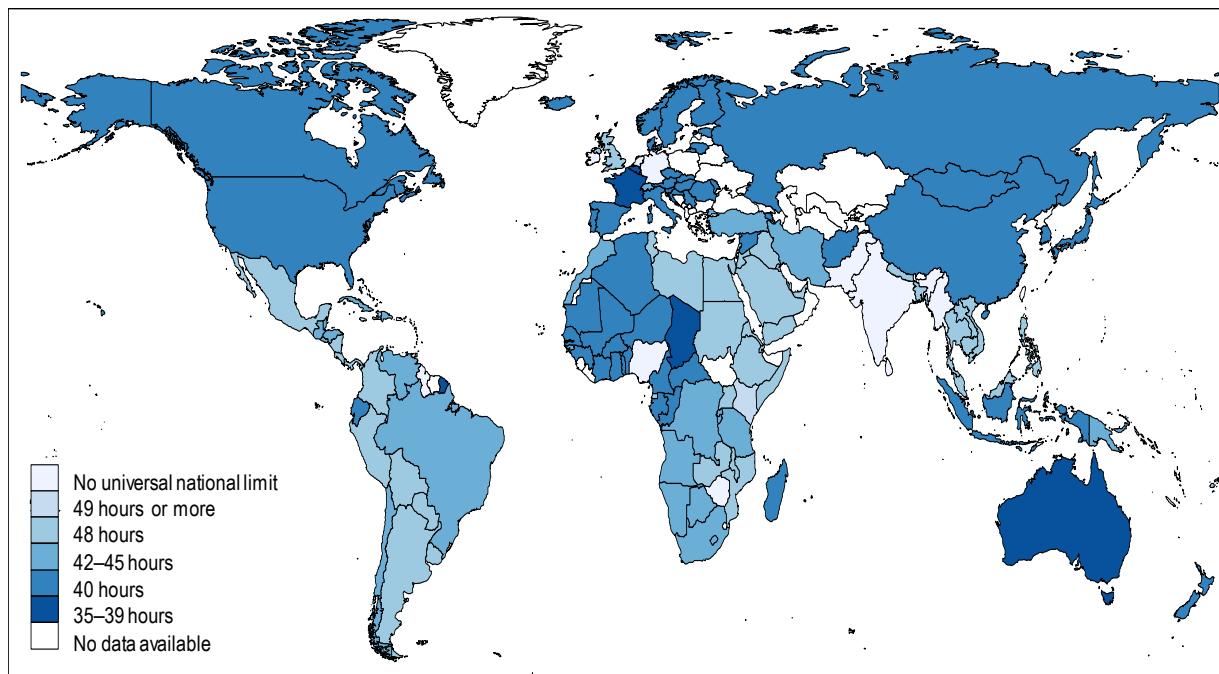 No universal national limit
49 hours or more
48 hours
42–45 hours
40 hours
35–39 hours
No data available